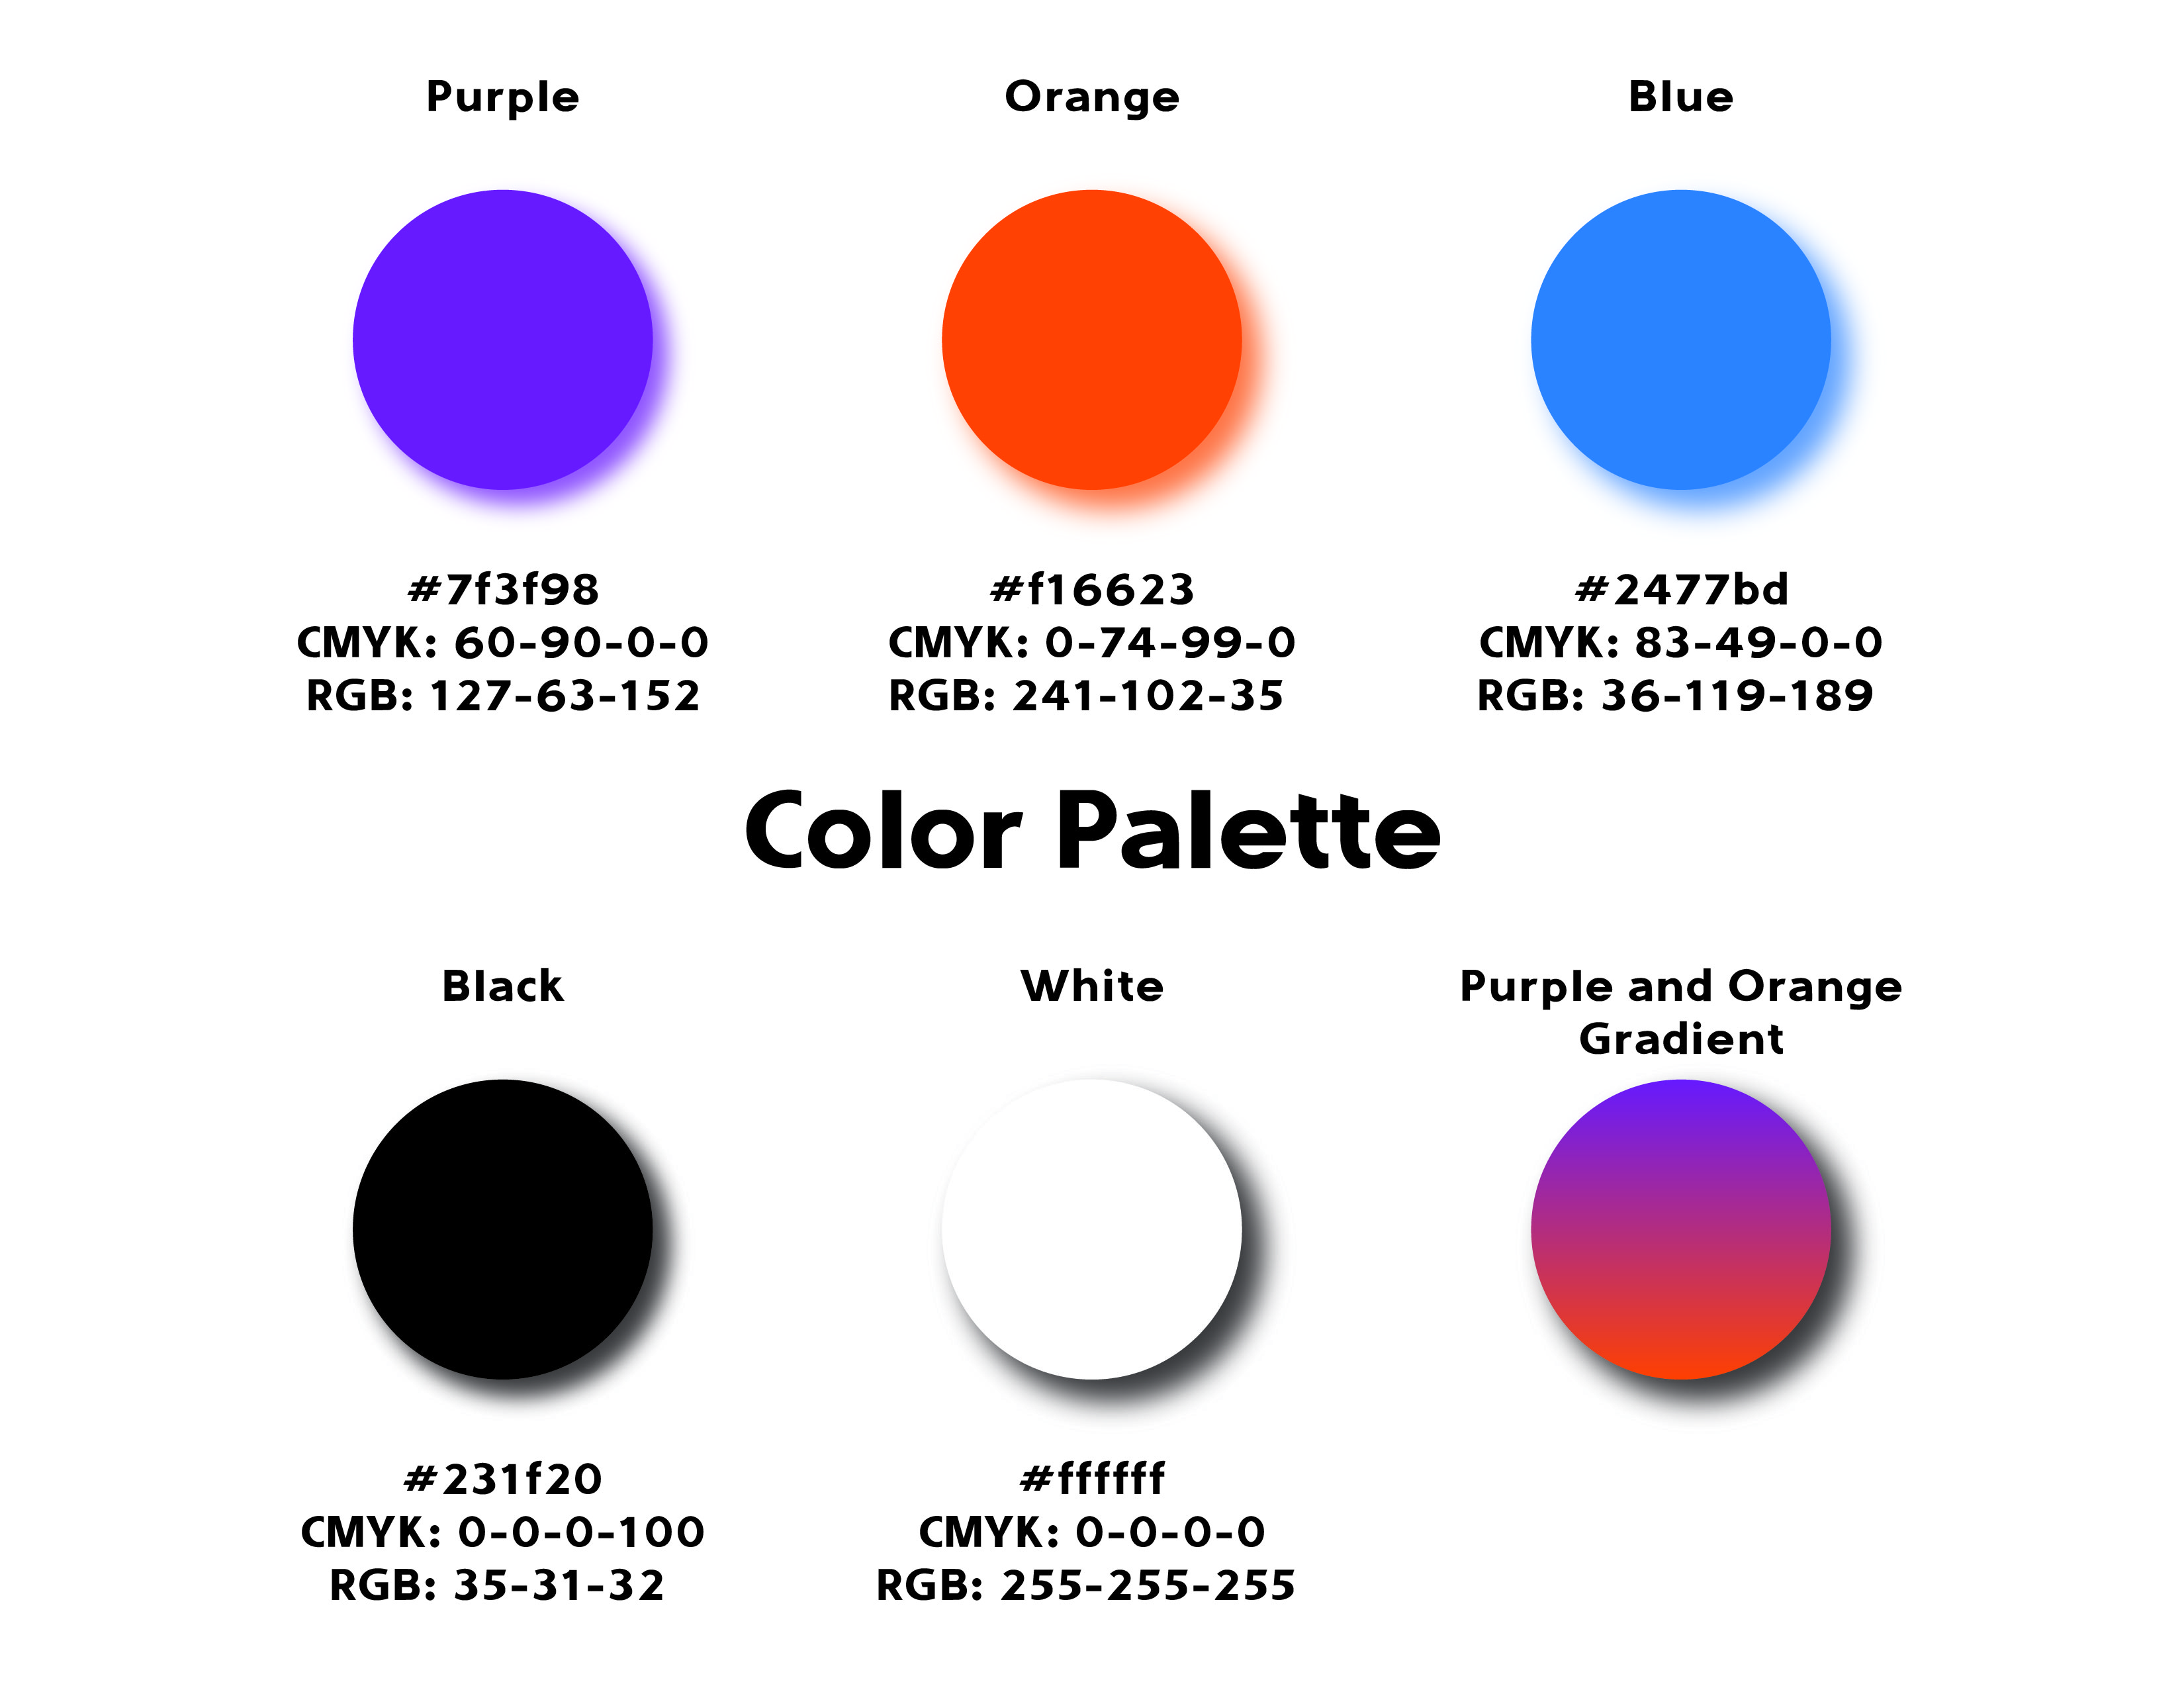 Purple
Orange
Blue
#7f3f98
CMYK: 60-90-0-0
RGB: 127-63-152
#f16623
CMYK: 0-74-99-0
RGB: 241-102-35
#2477bd
CMYK: 83-49-0-0
RGB: 36-119-189
Color Palette
Black
White
Purple and Orange
Gradient
#231f20
CMYK: 0-0-0-100
RGB: 35-31-32
#ffffff
CMYK: 0-0-0-0
RGB: 255-255-255